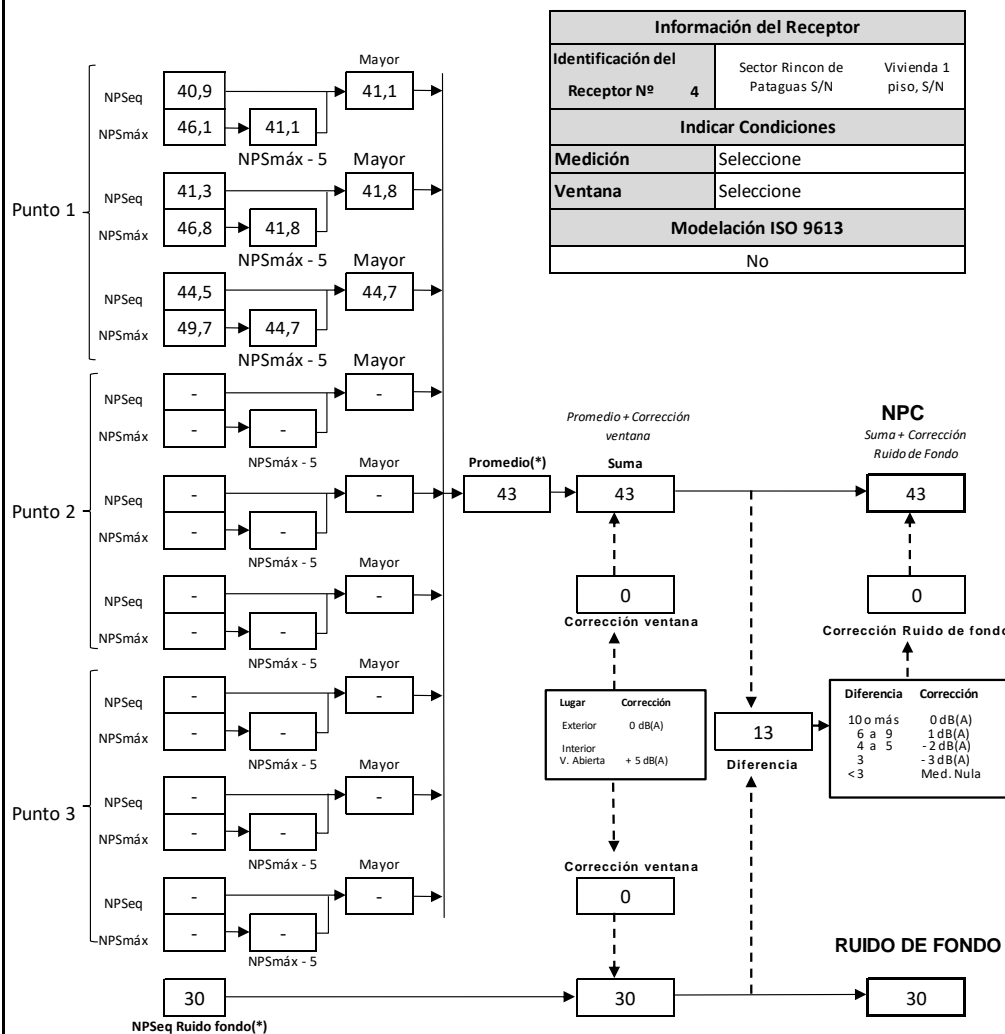 Información del Receptor
Identificación del Receptor Nº 4
Sector Rincon de Pataguas S/N
Vivienda 1 piso, S/N
Indicar Condiciones
Medición Seleccione
Ventana Seleccione
Modelación ISO 9613
No
Punto 1
Mayor
NPSeq 40,9 41,1
NPSmáx 46,1 41,1
NPSmáx - 5 Mayor
NPSeq 41,3 41,8
NPSmáx 46,8 41,8
NPSmáx - 5 Mayor
NPSeq 44,5 44,7
NPSmáx 49,7 44,7
NPSmáx - 5 Mayor
Punto 2
NPSeq - -
NPSmáx - -
NPSmáx - 5 Mayor
NPSeq - -
NPSmáx - -
NPSmáx - 5 Mayor
NPSeq - -
NPSmáx - -
NPSmáx - 5 Mayor
Punto 3
NPSeq - -
NPSmáx - -
NPSmáx - 5 Mayor
NPSeq - -
NPSmáx - -
NPSmáx - 5 Mayor
NPSeq - -
NPSmáx - -
NPSmáx - 5
30
NPSeq Ruido fondo(*)
Promedio(*)
43
Promedio + Corrección
ventana
Suma
43
0
Corrección ventana
Lugar Corrección
Exterior 0 dB(A)
Interior
V. Abierta + 5 dB(A)
Corrección ventana
0
30
13
Diferencia
NPC
Suma + Corrección
Ruido de Fondo
43
0
Corrección Ruido de fondo
Diferencia Corrección
10 o más 0 dB(A)
6 a 9 1 dB(A)
4 a 5 - 2 dB(A)
3 - 3 dB(A)
< 3 Med. Nula
RUIDO DE FONDO
30